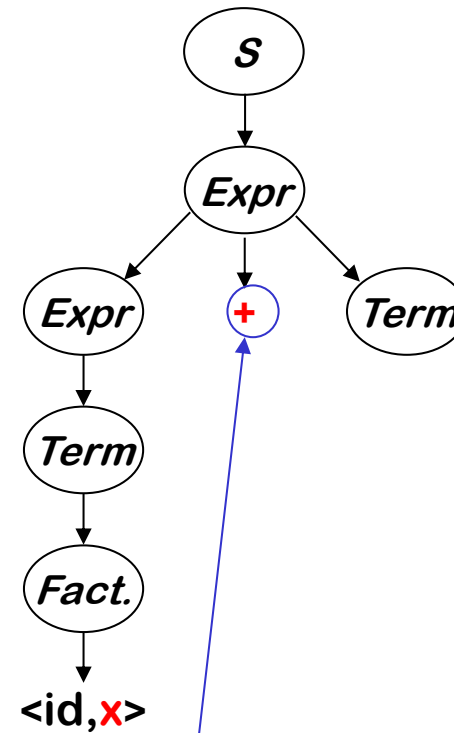 S
Expr
Expr + Term
Term
Fact.
<id,x>